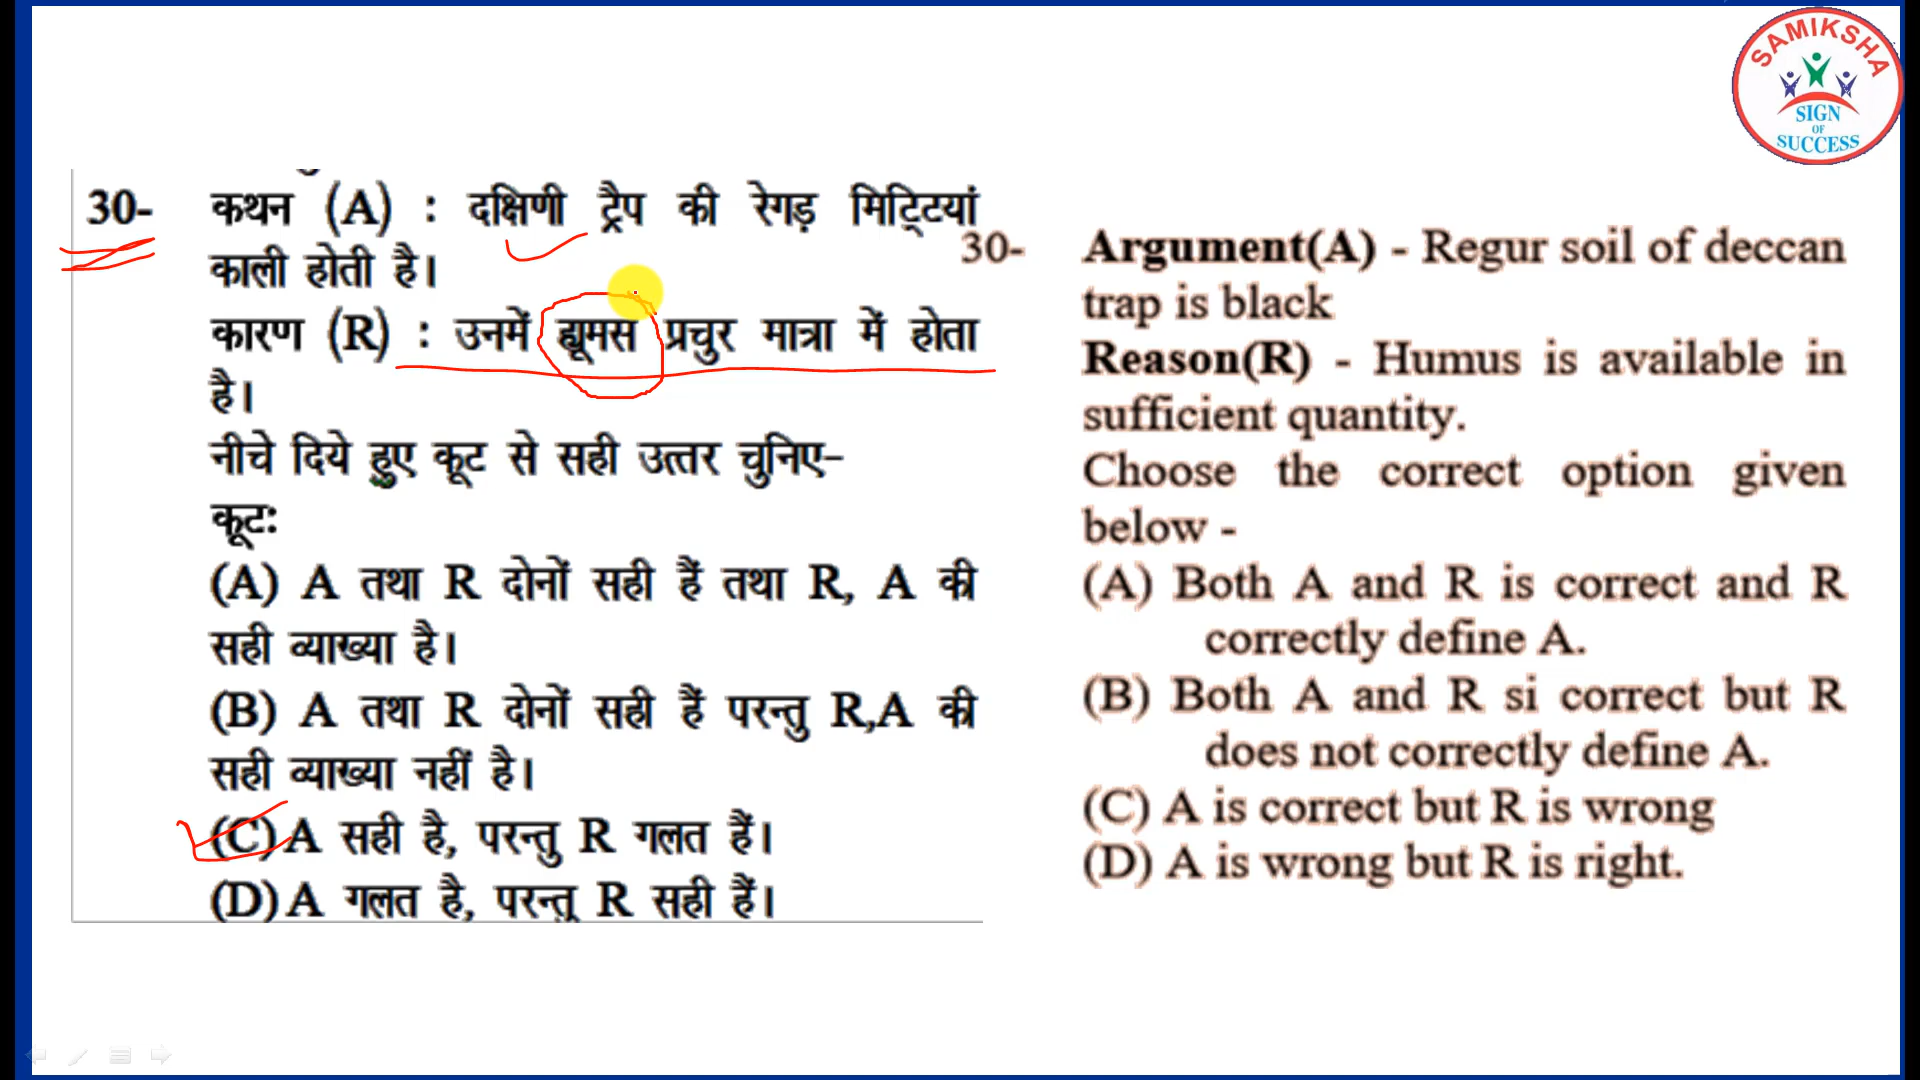 SAMIKSHA
SIGN
OF
SUCCESS
30- कथन (A) : दक्षिणी ट्रैप की रेगड़ मिट्टियां
काली होती है।
कारण (R) : उनमें ह्यूमस प्रचुर मात्रा में होता
है।
नीचे दिये हुए कूट से सही उत्तर चुनिए-
कूटः
(A) A तथा R दोनों सही हैं तथा R, A की
सही व्याख्या है।
(B) A तथा R दोनों सही हैं परन्तु R,A की
सही व्याख्या नहीं है।
(C) A सही है, परन्तु R गलत हैं।
(D) A गलत है, परन्तु R सही हैं।
30- Argument(A) - Regur soil of deccan
trap is black
Reason(R) - Humus is available in
sufficient quantity.
Choose the correct option given
below -
(A) Both A and R is correct and R
correctly define A.
(B) Both A and R si correct but R
does not correctly define A.
(C) A is correct but R is wrong
(D) A is wrong but R is right.